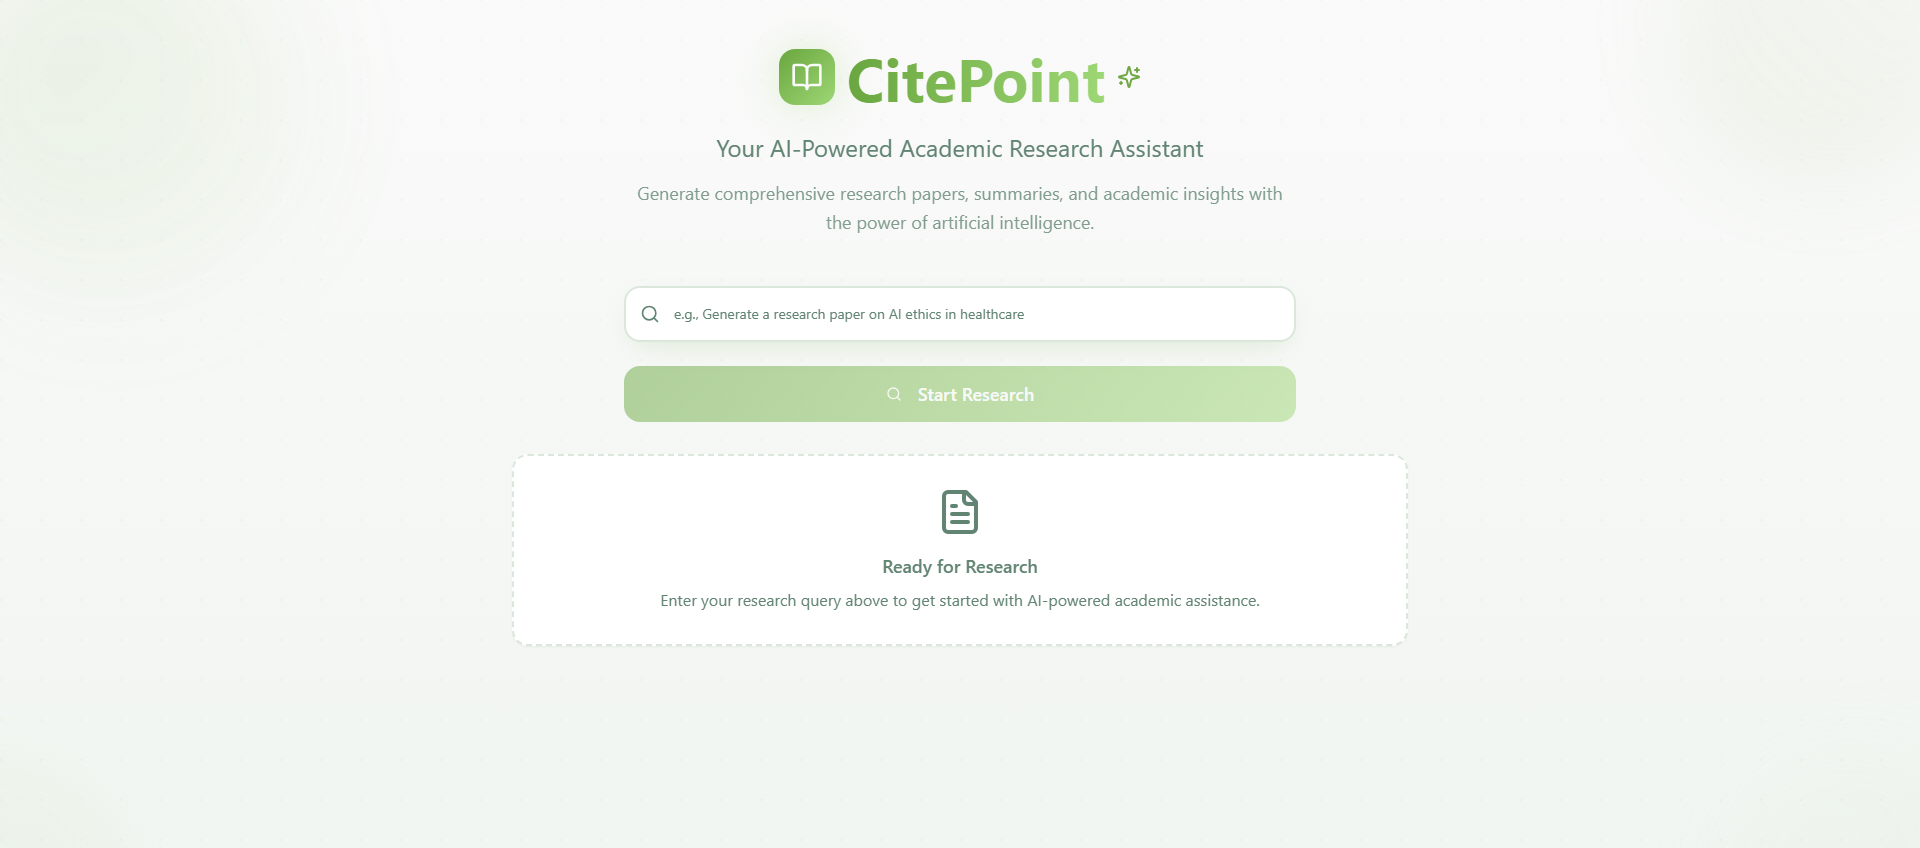 CitePoint
Your AI-Powered Academic Research Assistant
Generate comprehensive research papers, summaries, and academic insights with
the power of artificial intelligence.
e.g., Generate a research paper on AI ethics in healthcare
Start Research
Ready for Research
Enter your research query above to get started with AI-powered academic assistance.